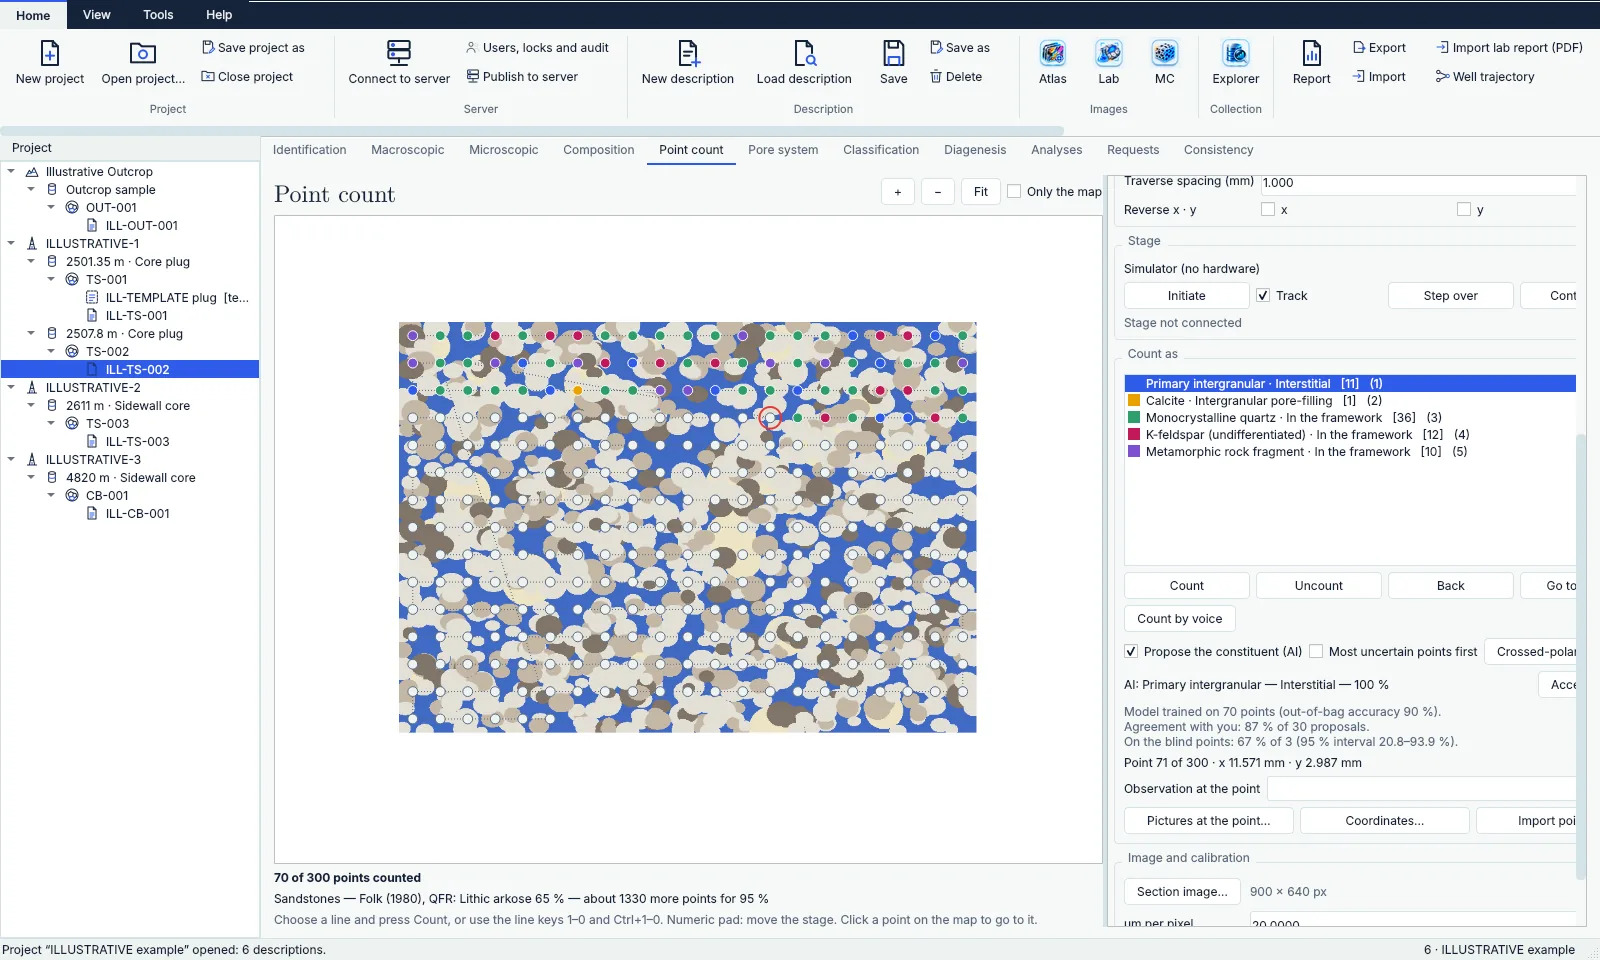 Home View Tools Help
New project
Open project...
Save project as
Close project
Project
Connect to server
Users, locks and audit
Publish to server
Server
New description
Load description
Save
Save as
Delete
Description
Atlas
Lab
MC
Images
Explorer
Collection
Report
Export
Import
Import lab report (PDF)
Well trajectory
Project
Illustrative Outcrop
Outcrop sample
OUT-001
ILL-OUT-001
ILLUSTRATIVE-1
2501.35 m · Core plug
TS-001
ILL-TEMPLATE plug [te...
ILL-TS-001
2507.8 m · Core plug
TS-002
ILL-TS-002
ILLUSTRATIVE-2
2611 m · Sidewall core
TS-003
ILL-TS-003
ILLUSTRATIVE-3
4820 m · Sidewall core
CB-001
ILL-CB-001
Identification Macroscopic Microscopic Composition Point count Pore system Classification Diagenesis Analyses Requests Consistency
Point count
+ − Fit Only the map
70 of 300 points counted
Sandstones — Folk (1980), QFR: Lithic arkose 65 % — about 1330 more points for 95 %
Choose a line and press Count, or use the line keys 1–0 and Ctrl+1–0. Numeric pad: move the stage. Click a point on the map to go to it.
Traverse spacing (mm) 1.000
Reverse x · y x y
Stage
Simulator (no hardware)
Initiate Track Step over Cont
Stage not connected
Count as
Primary intergranular · Interstitial [11] (1)
Calcite · Intergranular pore-filling [1] (2)
Monocrystalline quartz · In the framework [36] (3)
K-feldspar (undifferentiated) · In the framework [12] (4)
Metamorphic rock fragment · In the framework [10] (5)
Count Uncount Back Go to
Count by voice
Propose the constituent (AI) Most uncertain points first Crossed-polar
AI: Primary intergranular — Interstitial — 100 % Acce
Model trained on 70 points (out-of-bag accuracy 90 %).
Agreement with you: 87 % of 30 proposals.
On the blind points: 67 % of 3 (95 % interval 20.8–93.9 %).
Point 71 of 300 · x 11.571 mm · y 2.987 mm
Observation at the point
Pictures at the point... Coordinates... Import poi
Image and calibration
Section image... 900 × 640 px
µm per pixel 20.0000
Project “ILLUSTRATIVE example” opened: 6 descriptions.
6 · ILLUSTRATIVE example